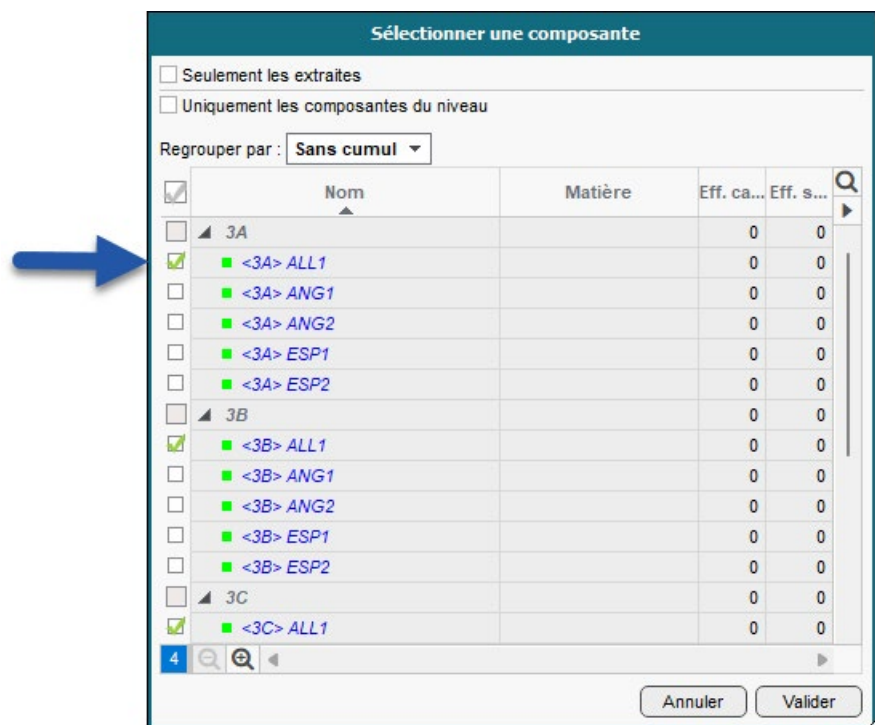 Sélectionner une composante
Seulement les extraites
Uniquement les composantes du niveau
Regrouper par : Sans cumul
Nom Matière Eff. ca... Eff. s...
3A 0 0
<3A> ALL1 0 0
<3A> ANG1 0 0
<3A> ANG2 0 0
<3A> ESP1 0 0
<3A> ESP2 0 0
3B 0 0
<3B> ALL1 0 0
<3B> ANG1 0 0
<3B> ANG2 0 0
<3B> ESP1 0 0
<3B> ESP2 0 0
3C 0 0
<3C> ALL1 0 0
4
Annuler Valider